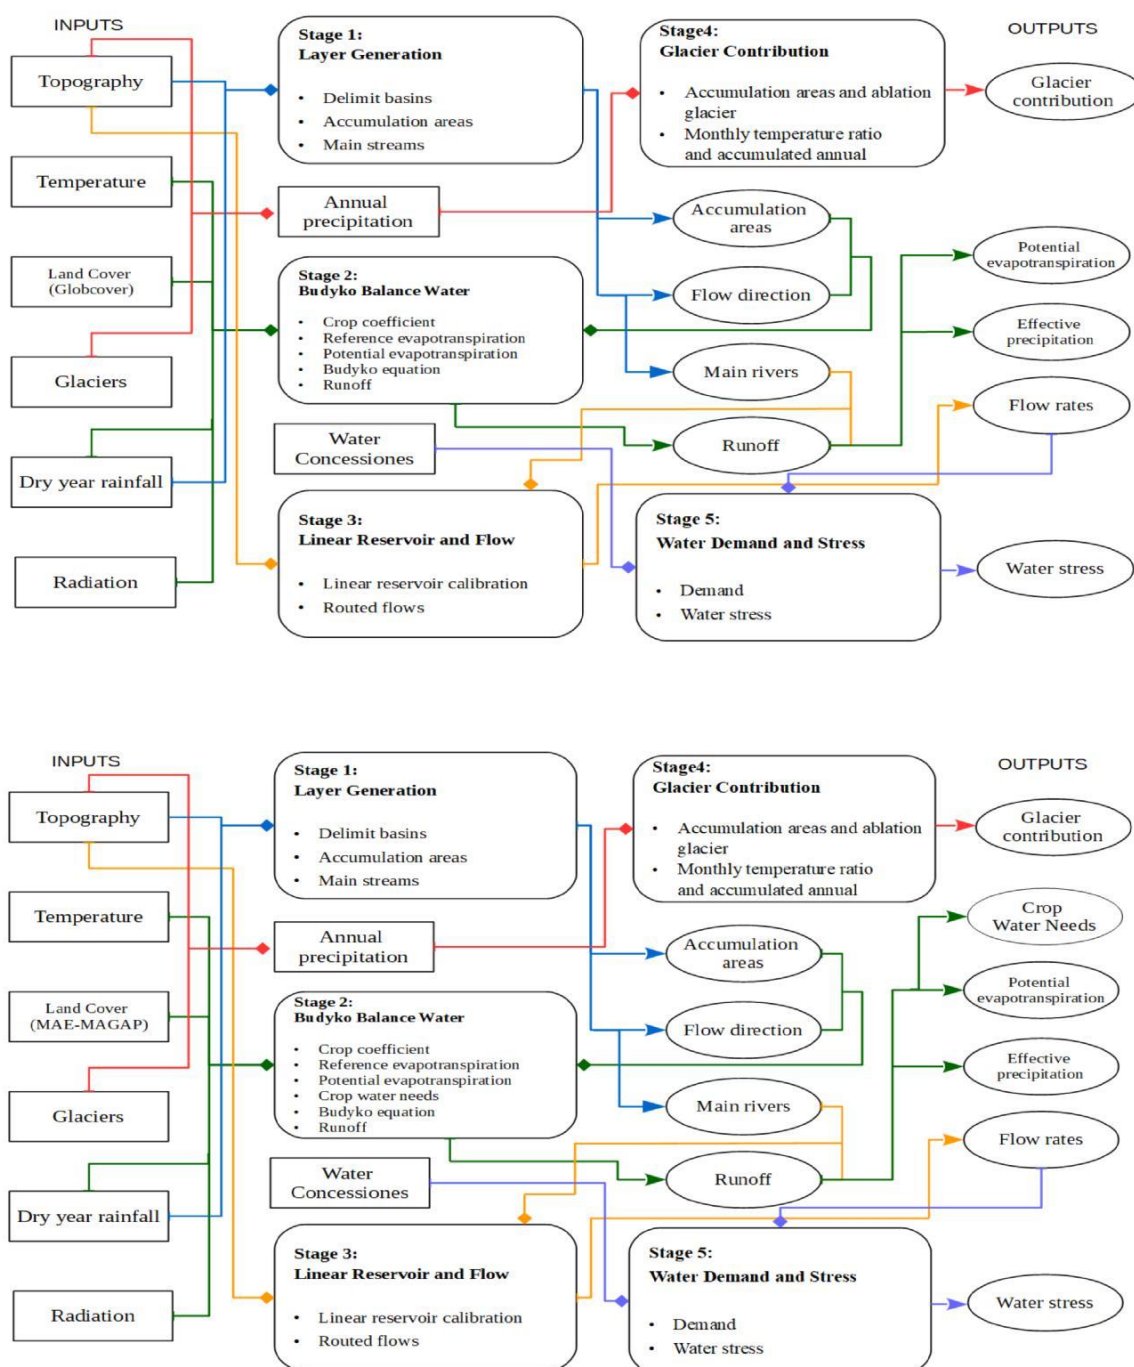 INPUTS
Topography
Temperature
Land Cover
(Globcover)
Glaciers
Dry year rainfall
Radiation
Stage 1:
Layer Generation
• Delimit basins
• Accumulation areas
• Main streams
Annual
precipitation
Stage 2:
Budyko Balance Water
• Crop coefficient
• Reference evapotranspiration
• Potential evapotranspiration
• Budyko equation
• Runoff
Water
Concessiones
Stage 3:
Linear Reservoir and Flow
• Linear reservoir calibration
• Routed flows
Stage4:
Glacier Contribution
• Accumulation areas and ablation
glacier
• Monthly temperature ratio
and accumulated annual
Accumulation
areas
Flow direction
Main rivers
Runoff
Stage 5:
Water Demand and Stress
• Demand
• Water stress
OUTPUTS
Glacier
contribution
Potential
evapotranspiration
Effective
precipitation
Flow rates
Water stress
INPUTS
Topography
Temperature
Land Cover
(MAE-MAGAP)
Glaciers
Dry year rainfall
Radiation
Stage 1:
Layer Generation
• Delimit basins
• Accumulation areas
• Main streams
Annual
precipitation
Stage 2:
Budyko Balance Water
• Crop coefficient
• Reference evapotranspiration
• Potential evapotranspiration
• Crop water needs
• Budyko equation
• Runoff
Water
Concessiones
Stage 3:
Linear Reservoir and Flow
• Linear reservoir calibration
• Routed flows
Stage4:
Glacier Contribution
• Accumulation areas and ablation
glacier
• Monthly temperature ratio
and accumulated annual
Accumulation
areas
Flow direction
Main rivers
Runoff
Stage 5:
Water Demand and Stress
• Demand
• Water stress
OUTPUTS
Glacier
contribution
Crop
Water Needs
Potential
evapotranspiration
Effective
precipitation
Flow rates
Water stress